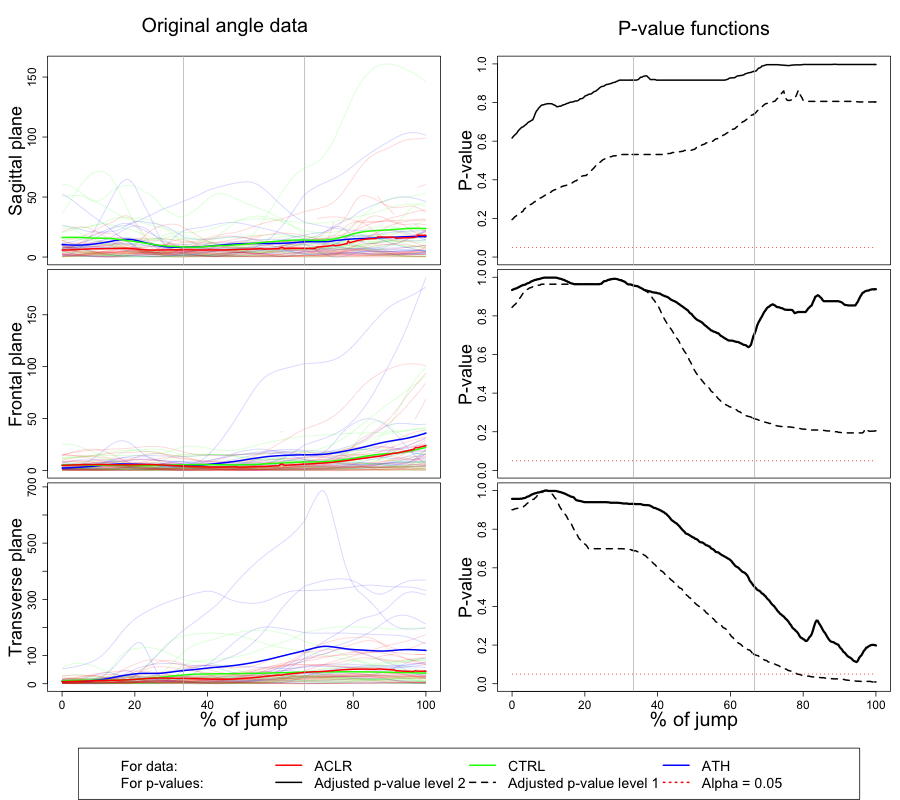 Original angle data
P-value functions
Sagittal plane
0 50 100 150
P-value
0.0 0.2 0.4 0.6 0.8 1.0
Frontal plane
0 50 100 150
P-value
0.0 0.2 0.4 0.6 0.8 1.0
Transverse plane
0 100 300 500 700
P-value
0.0 0.2 0.4 0.6 0.8 1.0
0 20 40 60 80 100
0 20 40 60 80 100
% of jump
% of jump
For data: ACLR CTRL ATH
For p-values: Adjusted p-value level 2 Adjusted p-value level 1 Alpha = 0.05